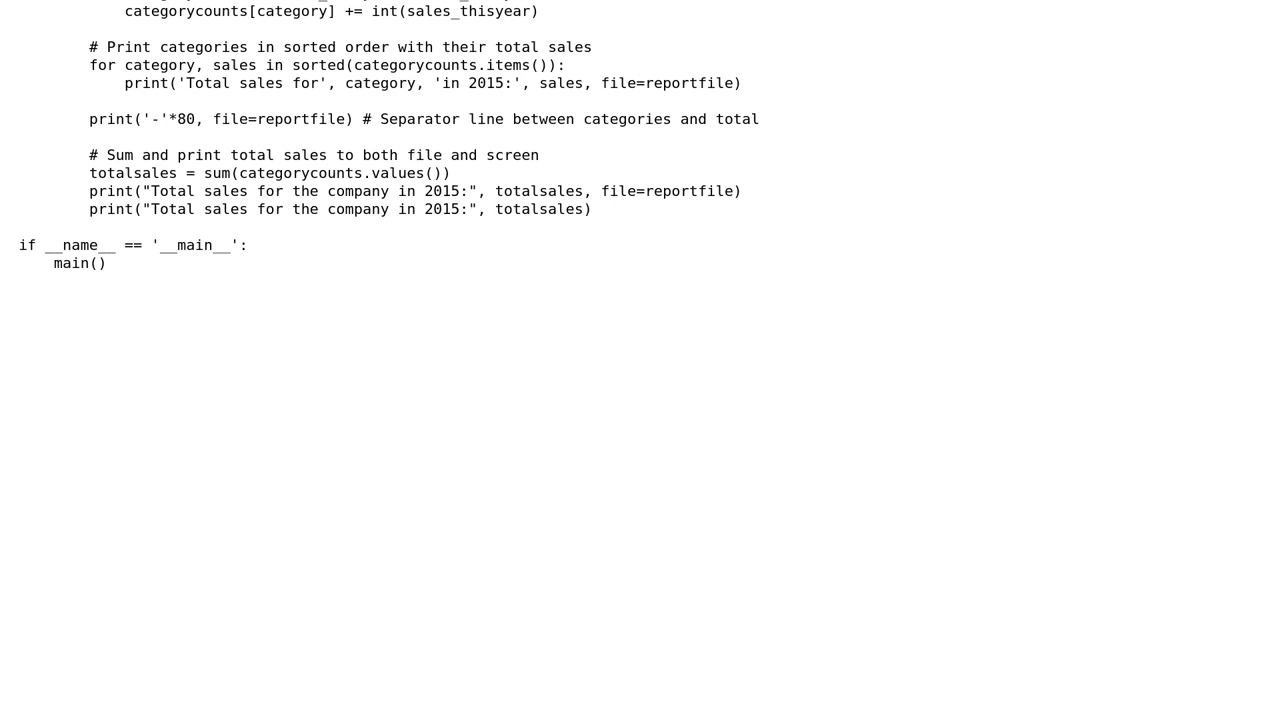 categorycounts[category] += int(sales_thisyear)
# Print categories in sorted order with their total sales
for category, sales in sorted(categorycounts.items()):
print('Total sales for', category, 'in 2015:', sales, file=reportfile)
print('-'*80, file=reportfile) # Separator line between categories and total
# Sum and print total sales to both file and screen
totalsales = sum(categorycounts.values())
print("Total sales for the company in 2015:", totalsales, file=reportfile)
print("Total sales for the company in 2015:", totalsales)
if __name__ == '__main__':
main()